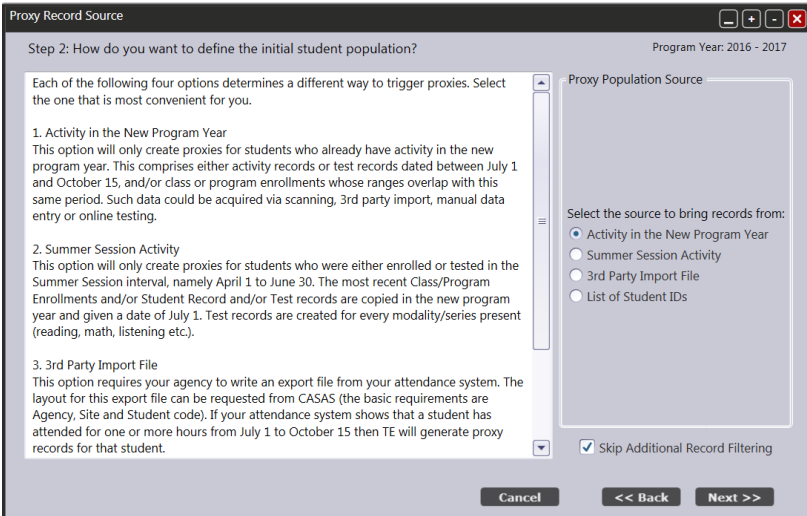 Proxy Record Source
Step 2: How do you want to define the initial student population?
Program Year: 2016 - 2017
Each of the following four options determines a different way to trigger proxies. Select
the one that is most convenient for you.
1. Activity in the New Program Year
This option will only create proxies for students who already have activity in the new
program year. This comprises either activity records or test records dated between July 1
and October 15, and/or class or program enrollments whose ranges overlap with this
same period. Such data could be acquired via scanning, 3rd party import, manual data
entry or online testing.
2. Summer Session Activity
This option will only create proxies for students who were either enrolled or tested in the
Summer Session interval, namely April 1 to June 30. The most recent Class/Program
Enrollments and/or Student Record and/or Test records are copied in the new program
year and given a date of July 1. Test records are created for every modality/series present
(reading, math, listening etc.).
3. 3rd Party Import File
This option requires your agency to write an export file from your attendance system. The
layout for this export file can be requested from CASAS (the basic requirements are
Agency, Site and Student code). If your attendance system shows that a student has
attended for one or more hours from July 1 to October 15 then TE will generate proxy
records for that student.
Proxy Population Source
Select the source to bring records from:
Activity in the New Program Year
Summer Session Activity
3rd Party Import File
List of Student IDs
Skip Additional Record Filtering
Cancel
<< Back
Next >>